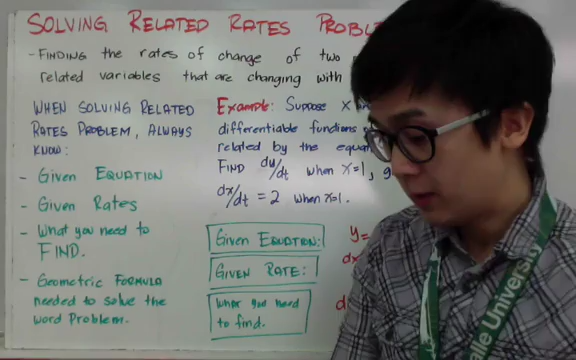 SOLVING RELATED RATES
- FINDING the rates of change of two
related variables that are changing with
WHEN SOLVING RELATED
RATES PROBLEM, ALWAYS
KNOW:
- Given EQUATION
- Given Rates
- What you need to
FIND.
- Geometric FORMULA
needed to solve the
word Problem.
Example: Suppose x
differentiable functions
related by the
FIND dy/dt when x=1,
dx/dt = 2 when x=1.
Given EQUATION:
y=
GIVEN RATE:
What you need
to find.
University